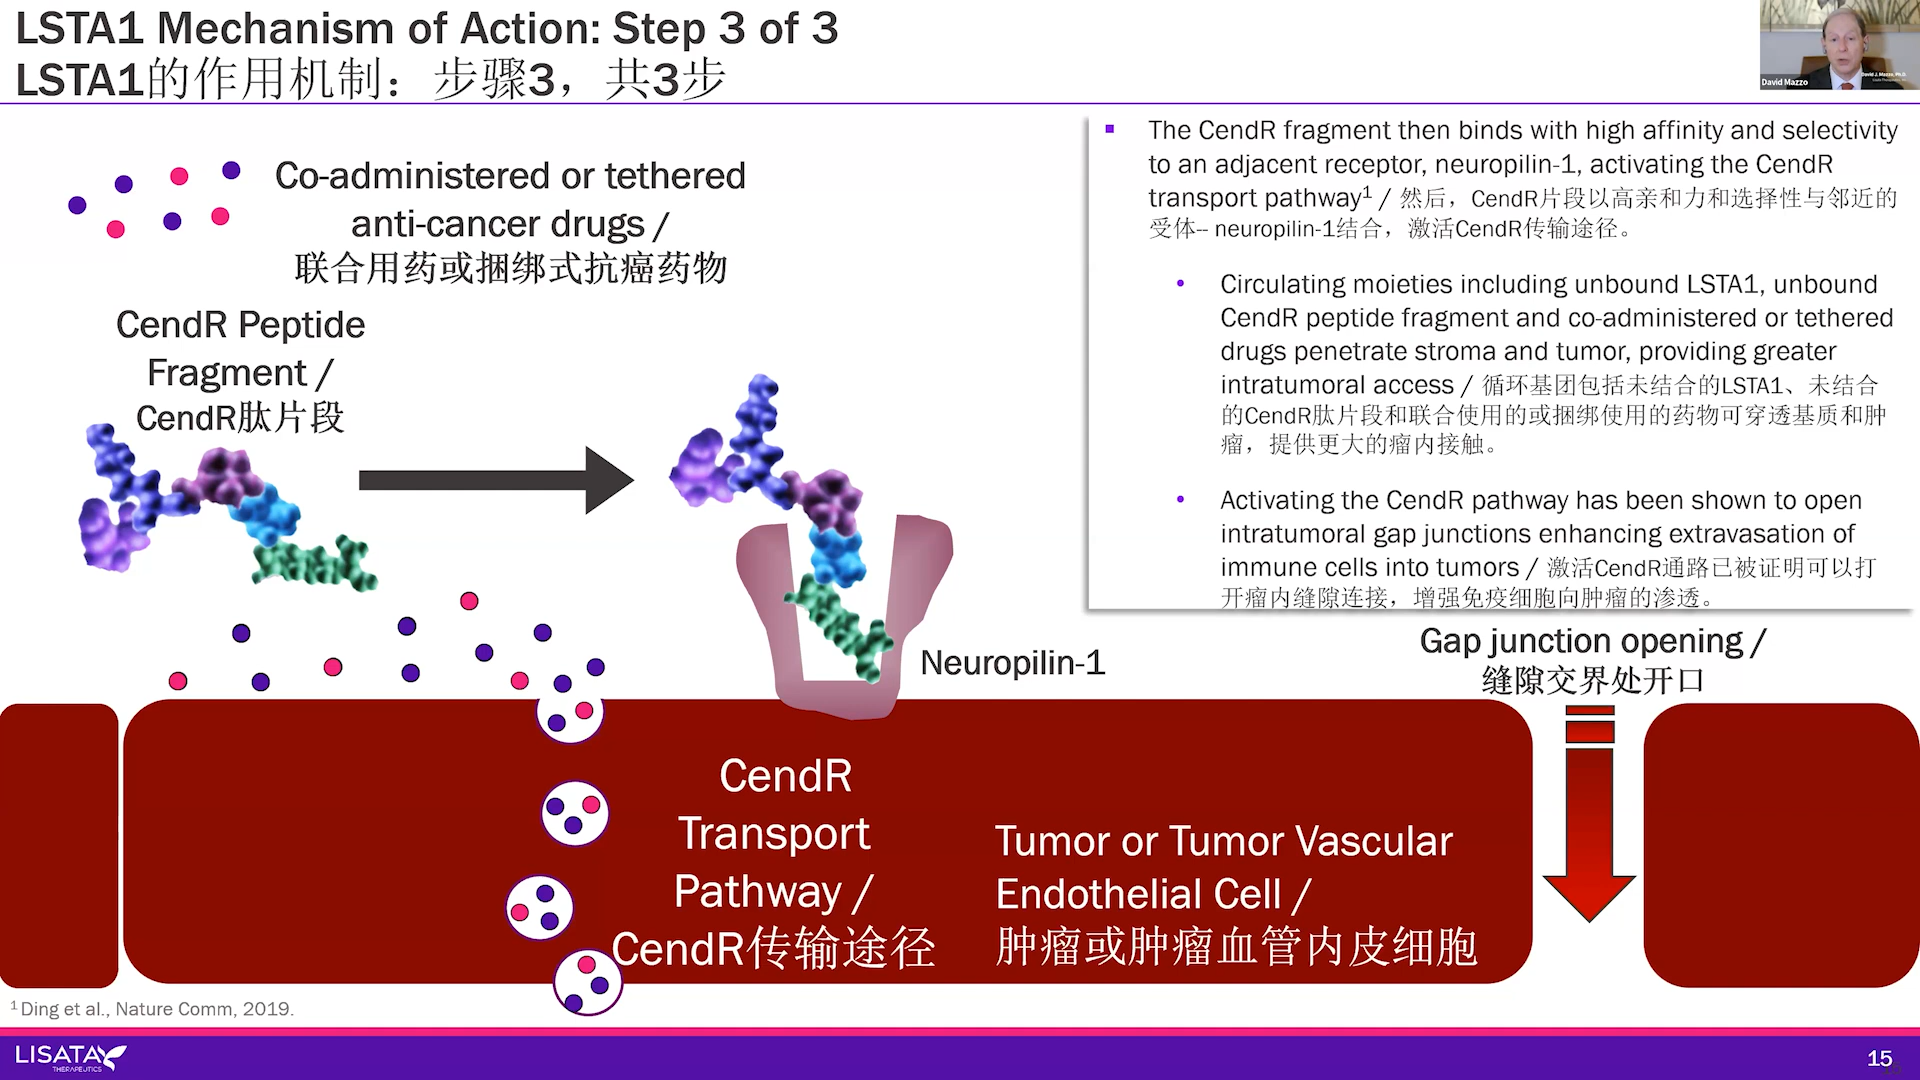 LSTA1 Mechanism of Action: Step 3 of 3
LSTA1的作用机制：步骤3，共3步
David Mazzo
David J. Mazzo, Ph.D.
Co-administered or tethered
anti-cancer drugs /
联合用药或捆绑式抗癌药物
CendR Peptide
Fragment /
CendR肽片段
▪ The CendR fragment then binds with high affinity and selectivity
to an adjacent receptor, neuropilin-1, activating the CendR
transport pathway¹ / 然后，CendR片段以高亲和力和选择性与邻近的
受体-- neuropilin-1结合，激活CendR传输途径。
• Circulating moieties including unbound LSTA1, unbound
CendR peptide fragment and co-administered or tethered
drugs penetrate stroma and tumor, providing greater
intratumoral access / 循环基团包括未结合的LSTA1、未结合
的CendR肽片段和联合使用的或捆绑使用的药物可穿透基质和肿
瘤，提供更大的瘤内接触。
• Activating the CendR pathway has been shown to open
intratumoral gap junctions enhancing extravasation of
immune cells into tumors / 激活CendR通路已被证明可以打
开瘤内缝隙连接，增强免疫细胞向肿瘤的渗透。
Neuropilin-1
Gap junction opening /
缝隙交界处开口
CendR
Transport
Pathway /
CendR传输途径
Tumor or Tumor Vascular
Endothelial Cell /
肿瘤或肿瘤血管内皮细胞
¹ Ding et al., Nature Comm, 2019.
LISATA
THERAPEUTICS
15